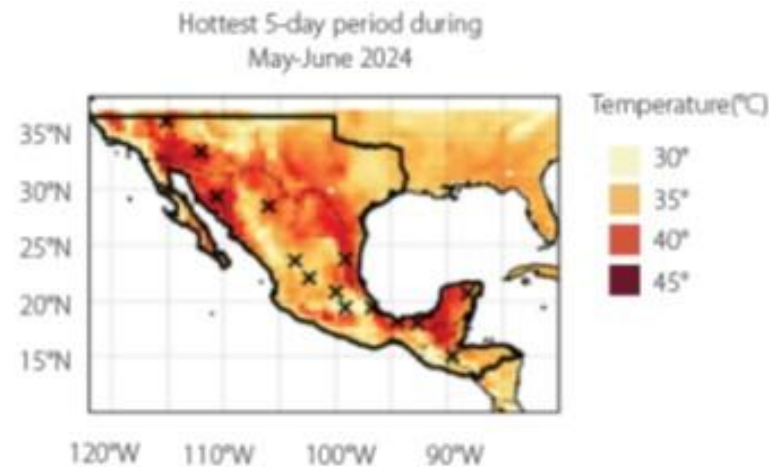 Hottest 5-day period during
May-June 2024
Temperature(°C)
30°
35°
40°
45°
35°N
30°N
25°N
20°N
15°N
120°W 110°W 100°W 90°W